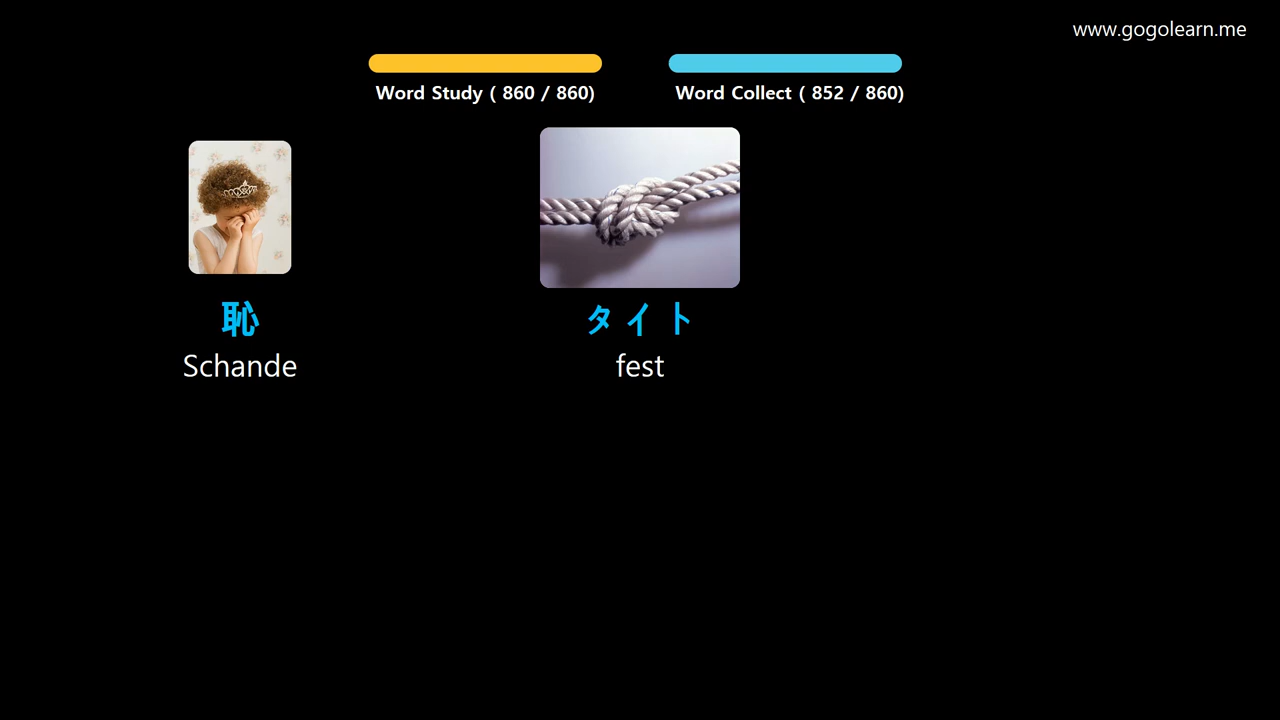 www.gogolearn.me
Word Study ( 860 / 860)
Word Collect ( 852 / 860)
恥
タイト
Schande
fest